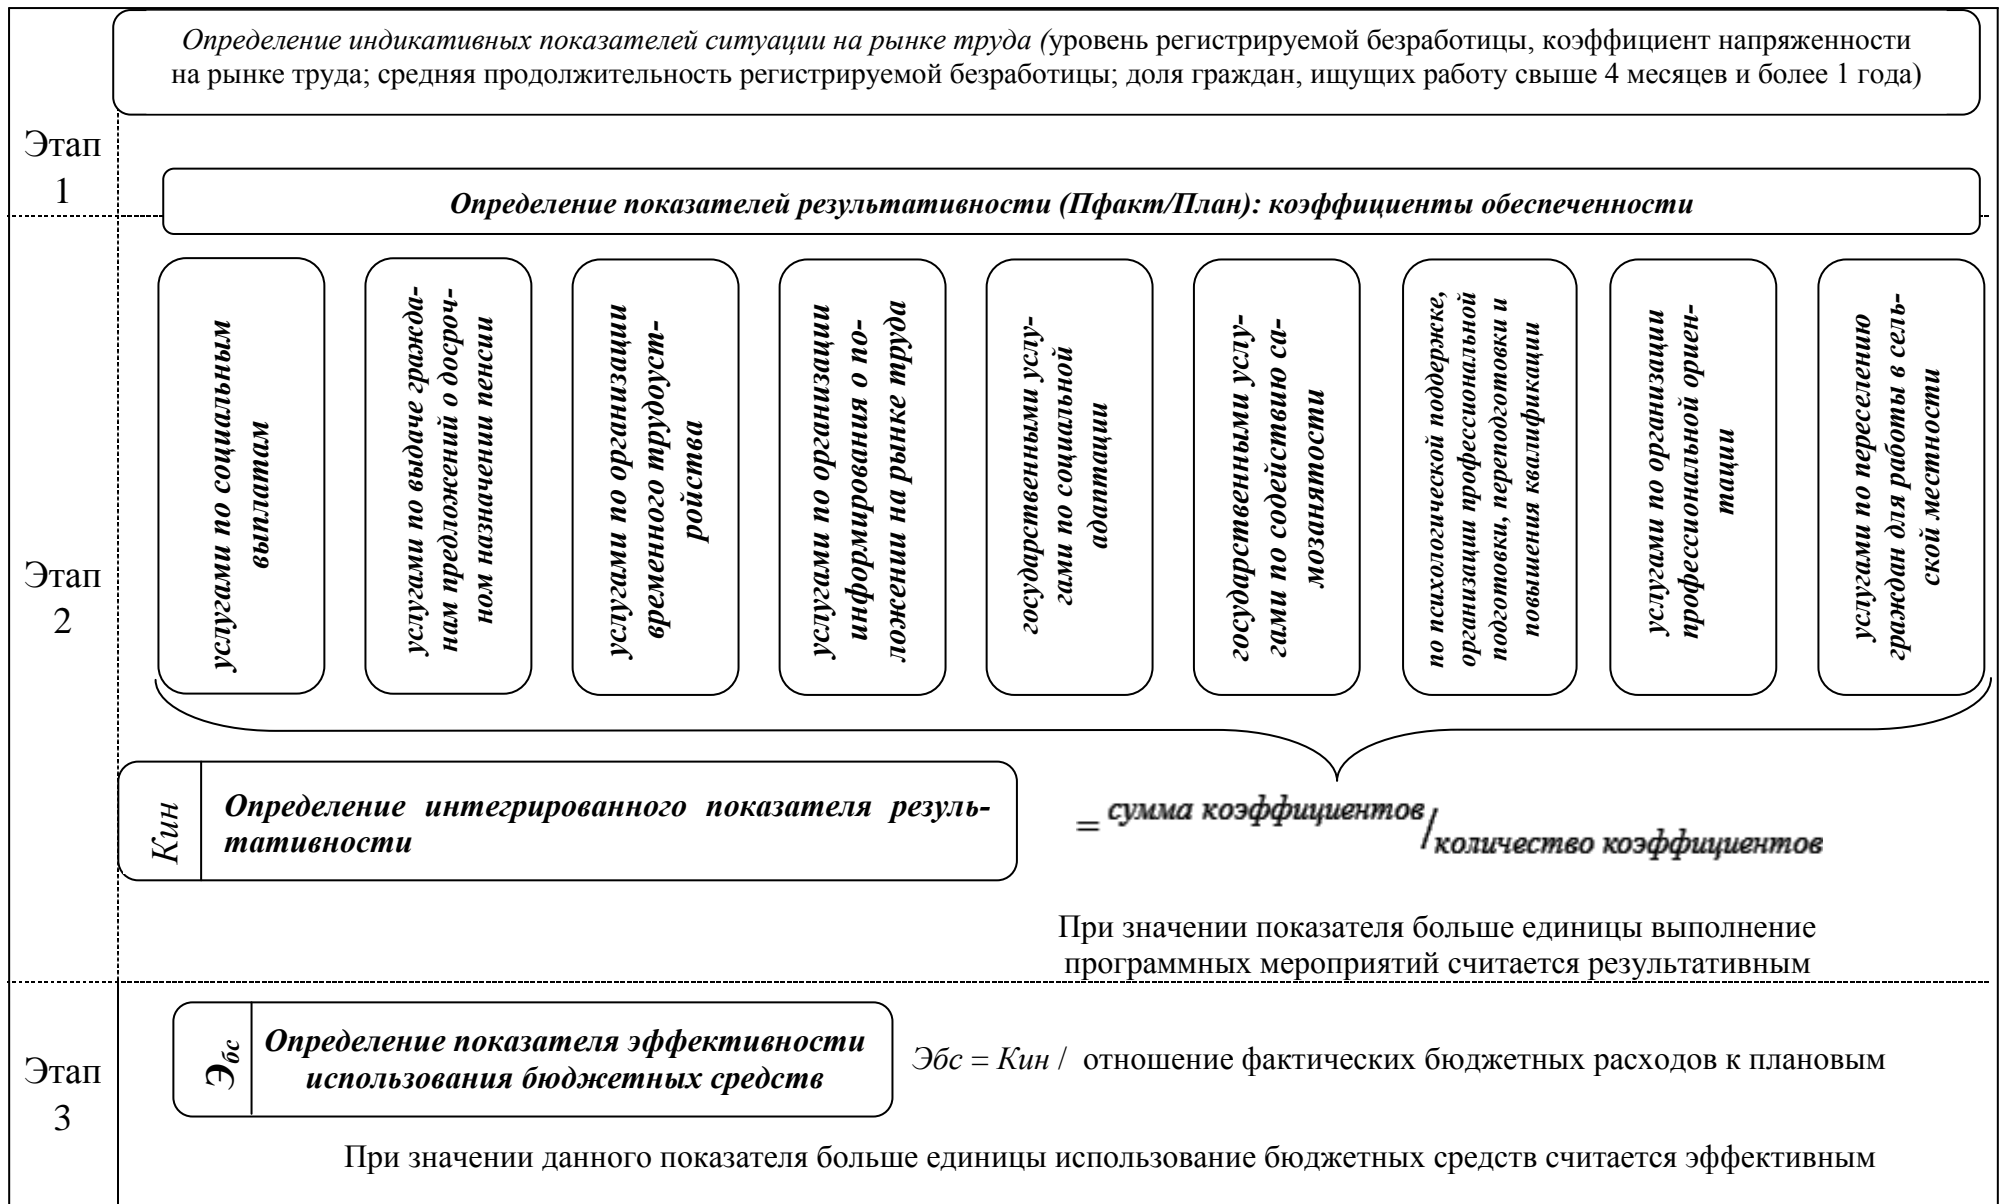 Определение индикативных показателей ситуации на рынке труда (уровень регистрируемой безработицы, коэффициент напряженности
на рынке труда; средняя продолжительность регистрируемой безработицы; доля граждан, ищущих работу свыше 4 месяцев и более 1 года)
Этап
1
Определение показателей результативности (Пфакт/План): коэффициенты обеспеченности
Этап
2
услугами по социальным
выплатам
услугами по выдаче гражда-
нам предложений о досроч-
ном назначении пенсии
услугами по организации
временного трудоуст-
ройства
услугами по организации
информирования о по-
ложении на рынке труда
государственными услу-
гами по социальной
адаптации
государственными услу-
гами по содействию са-
мозанятости
по психологической поддержке,
организации профессиональной
подготовки, переподготовки и
повышения квалификации
услугами по организации
профессиональной ориен-
тации
услугами по переселению
граждан для работы в сель-
ской местности
Кин
Определение интегрированного показателя резуль-
тативности
= сумма коэффициентов/количество коэффициентов
При значении показателя больше единицы выполнение
программных мероприятий считается результативным
Этап
3
Эбс
Определение показателя эффективности
использования бюджетных средств
Эбс = Кин / отношение фактических бюджетных расходов к плановым
При значении данного показателя больше единицы использование бюджетных средств считается эффективным